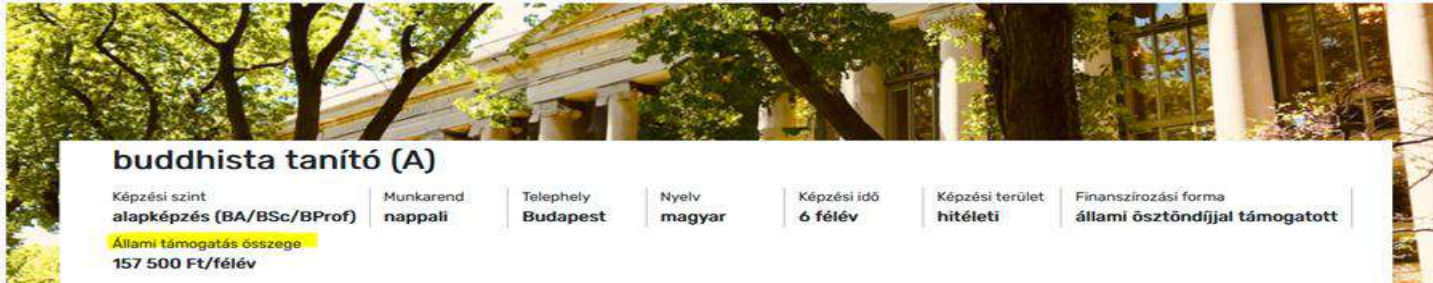 buddhista tanító (A)
Képzési szint Munkarend Telephely Nyelv Képzési idő Képzési terület Finanszírozási forma
alapképzés (BA/BSc/BProf) nappali Budapest magyar 6 félév hitéleti állami ösztöndíjjal támogatott
Állami támogatás összege
157 500 Ft/félév